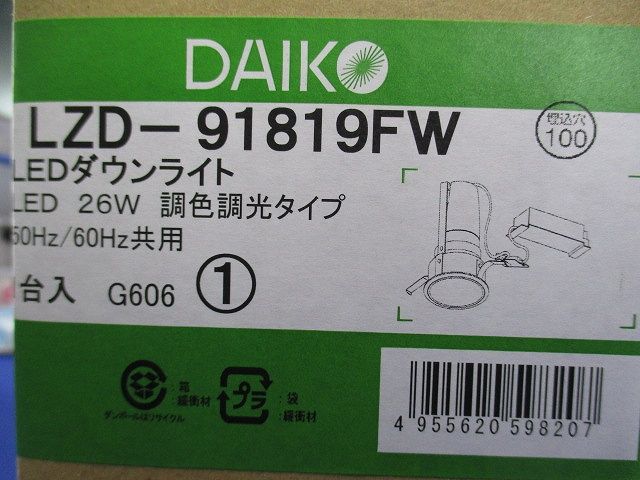 DAIKO
LZD-91819FW
埋込穴
100
LEDダウンライト
LED 26W 調色調光タイプ
50Hz/60Hz共用
台入 G606 ①
:箱
:緩衝材
ダンボールはリサイクル
プラ
:袋
:緩衝材
4 955620 598207